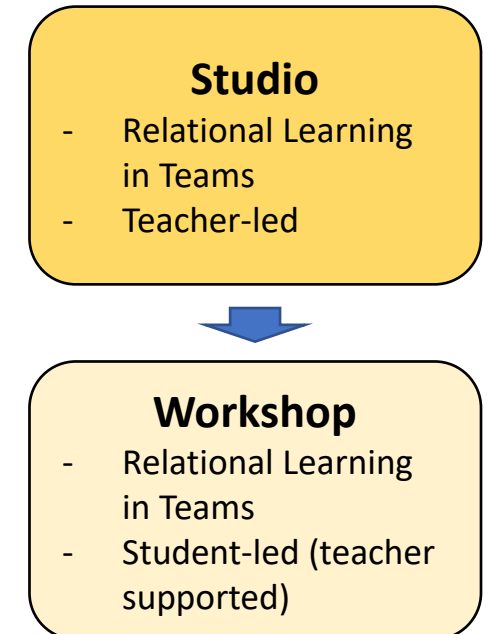 Studio
- Relational Learning
in Teams
- Teacher-led
Workshop
- Relational Learning
in Teams
- Student-led (teacher
supported)